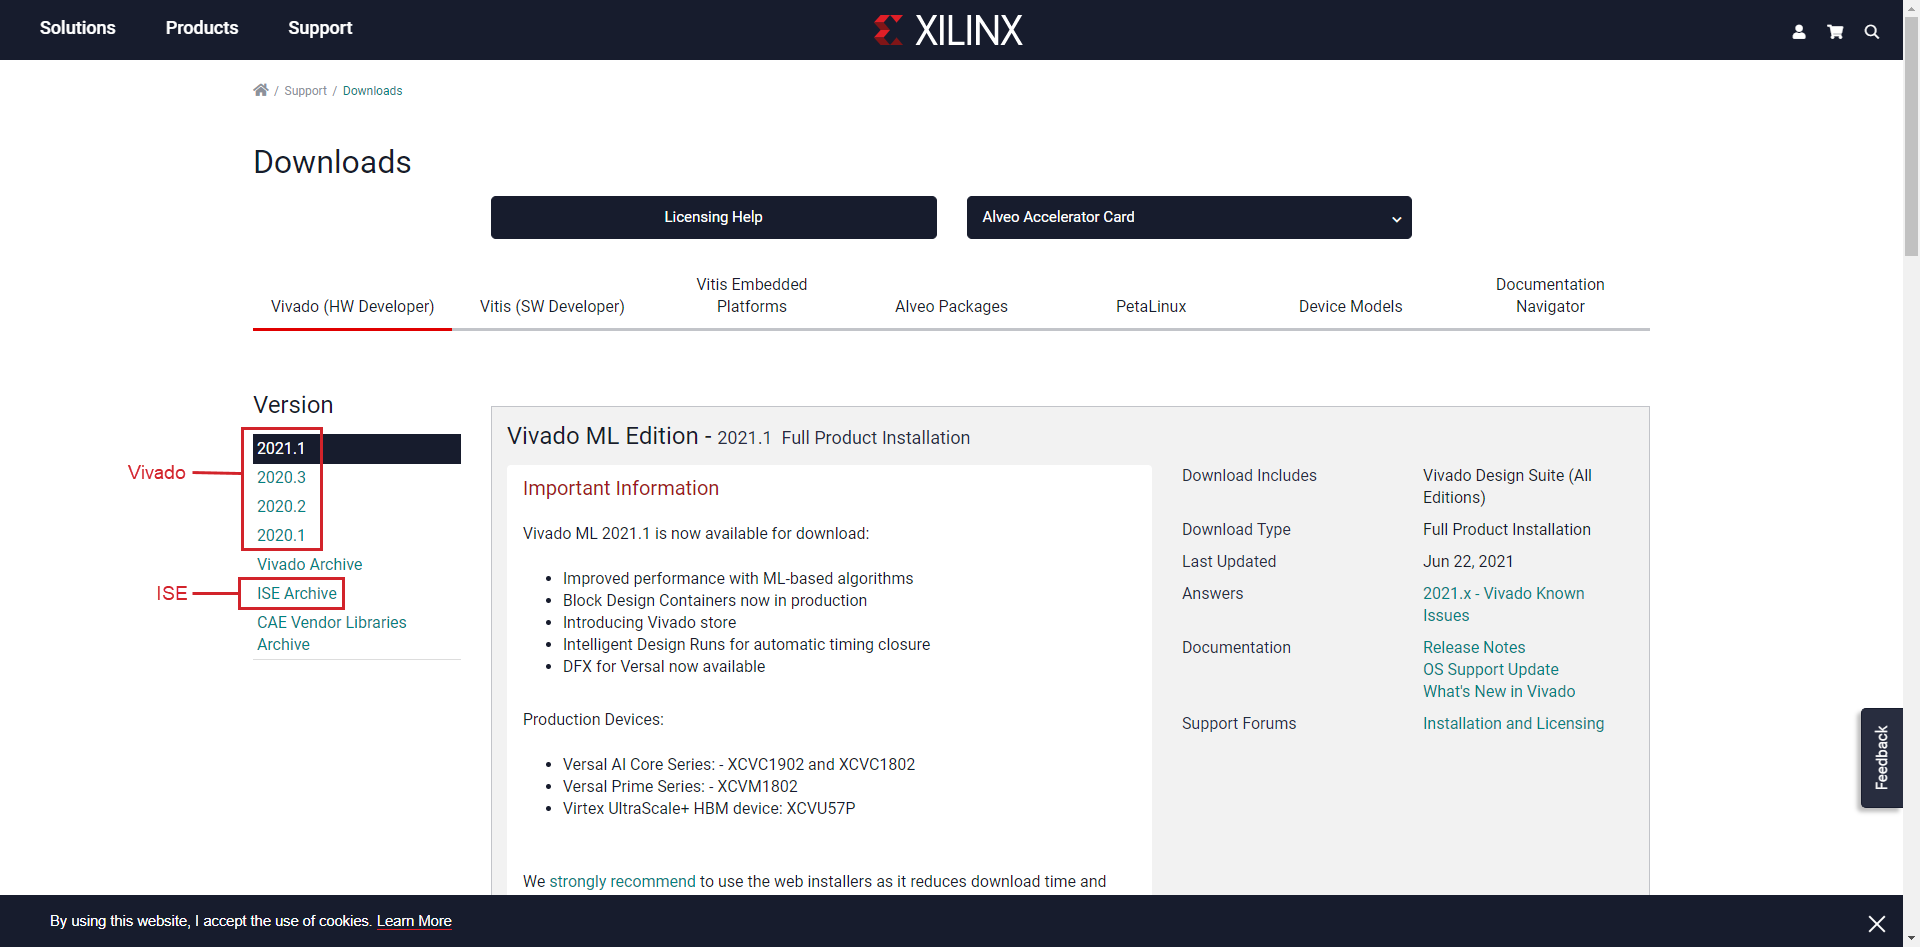 Solutions Products Support XILINX
/ Support / Downloads
Downloads
Licensing Help
Alveo Accelerator Card
Vivado (HW Developer)
Vitis (SW Developer)
Vitis Embedded
Platforms
Alveo Packages
PetaLinux
Device Models
Documentation
Navigator
Version
2021.1
2020.3
2020.2
2020.1
Vivado Archive
ISE Archive
CAE Vendor Libraries
Archive
Vivado
ISE
Vivado ML Edition - 2021.1 Full Product Installation
Important Information
Vivado ML 2021.1 is now available for download:
• Improved performance with ML-based algorithms
• Block Design Containers now in production
• Introducing Vivado store
• Intelligent Design Runs for automatic timing closure
• DFX for Versal now available
Production Devices:
• Versal AI Core Series: - XCVC1902 and XCVC1802
• Versal Prime Series: - XCVM1802
• Virtex UltraScale+ HBM device: XCVU57P
We strongly recommend to use the web installers as it reduces download time and
Download Includes Vivado Design Suite (All
Editions)
Download Type Full Product Installation
Last Updated Jun 22, 2021
Answers 2021.x - Vivado Known
Issues
Documentation Release Notes
OS Support Update
What's New in Vivado
Support Forums Installation and Licensing
Feedback
By using this website, I accept the use of cookies. Learn More